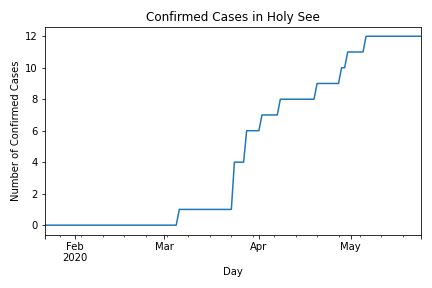 Confirmed Cases in Holy See
12
10
8
6
4
2
0
Number of Confirmed Cases
Feb
2020
Mar
Apr
May
Day